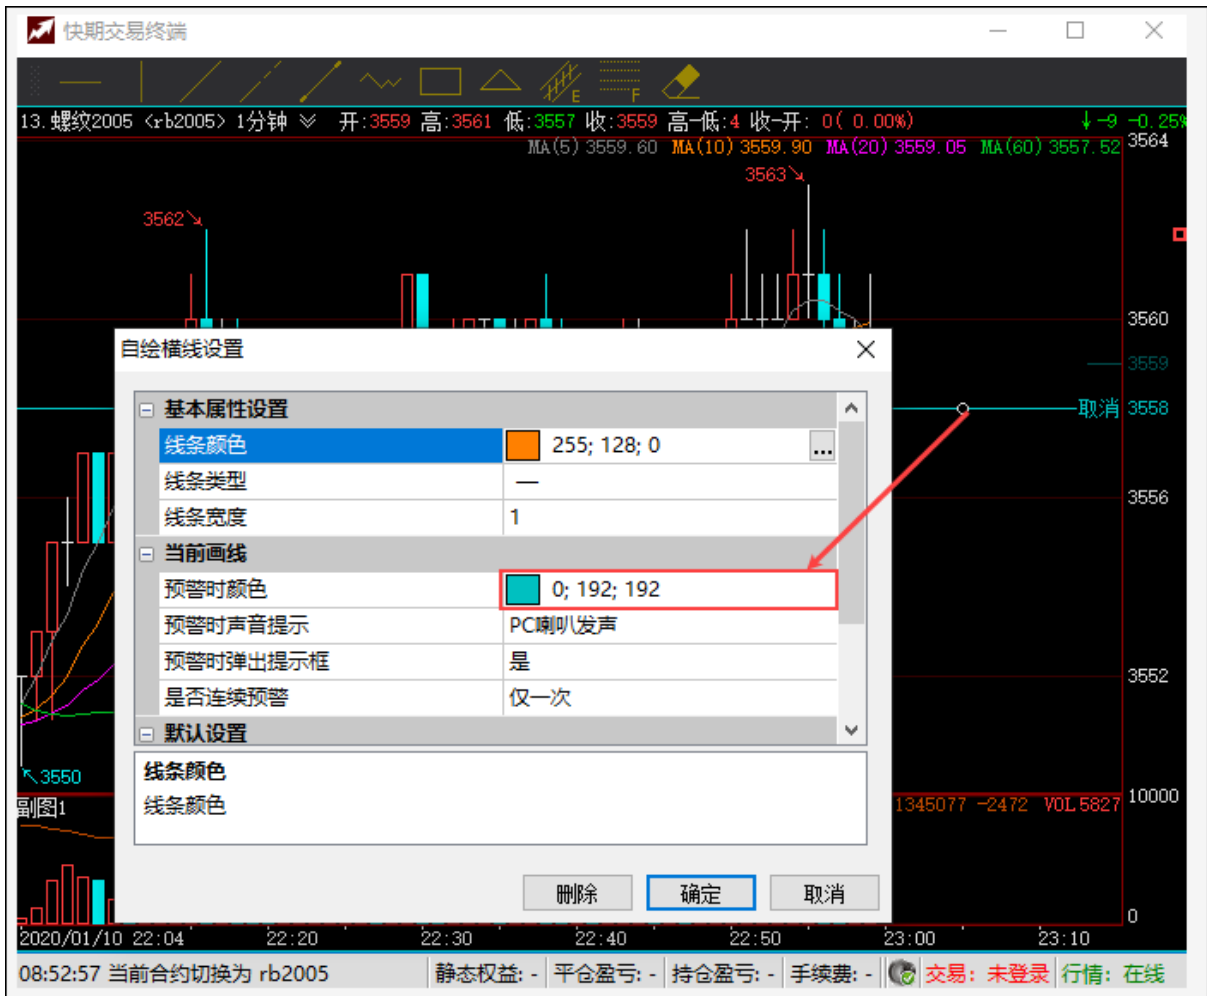 快期交易终端
E
F
13.螺纹2005 <rb2005> 1分钟 开:3559 高:3561 低:3557 收:3559 高-低:4 收-开: 0( 0.00%) ↓-9 -0.25%
MA(5) 3559.60 MA(10) 3559.90 MA(20) 3559.05 MA(60) 3557.52 3564
3563
3562
3560
自绘横线设置
3559
基本属性设置
取消 3558
线条颜色 255; 128; 0 ...
线条类型 —
3556
线条宽度 1
当前画线
预警时颜色 0; 192; 192
预警时声音提示 PC喇叭发声
预警时弹出提示框 是
3552
是否连续预警 仅一次
默认设置
线条颜色
3550
线条颜色
副图1 1345077 -2472 VOL5827 10000
删除 确定 取消
0
2020/01/10 22:04 22:20 22:30 22:40 22:50 23:00 23:10
08:52:57 当前合约切换为 rb2005 静态权益: - 平仓盈亏: - 持仓盈亏: - 手续费: - 交易: 未登录 行情: 在线